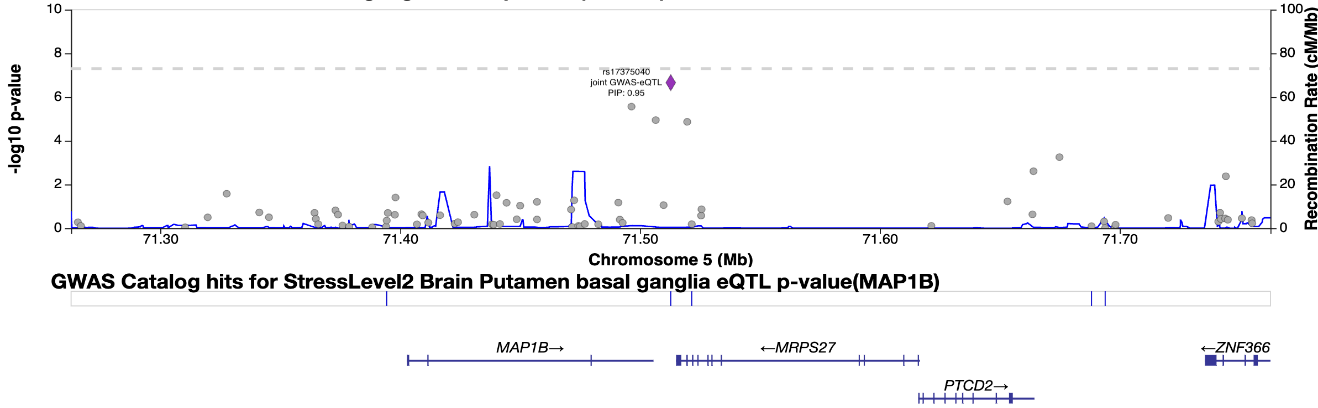 10
8
6
4
2
0
-log10 p-value
100
80
60
40
20
0
Recombination Rate (cM/Mb)
rs17375040
joint GWAS-eQTL
PIP: 0.95
71.30 71.40 71.50 71.60 71.70
Chromosome 5 (Mb)
GWAS Catalog hits for StressLevel2 Brain Putamen basal ganglia eQTL p-value(MAP1B)
MAP1B→ ←MRPS27 ←ZNF366
PTCD2→